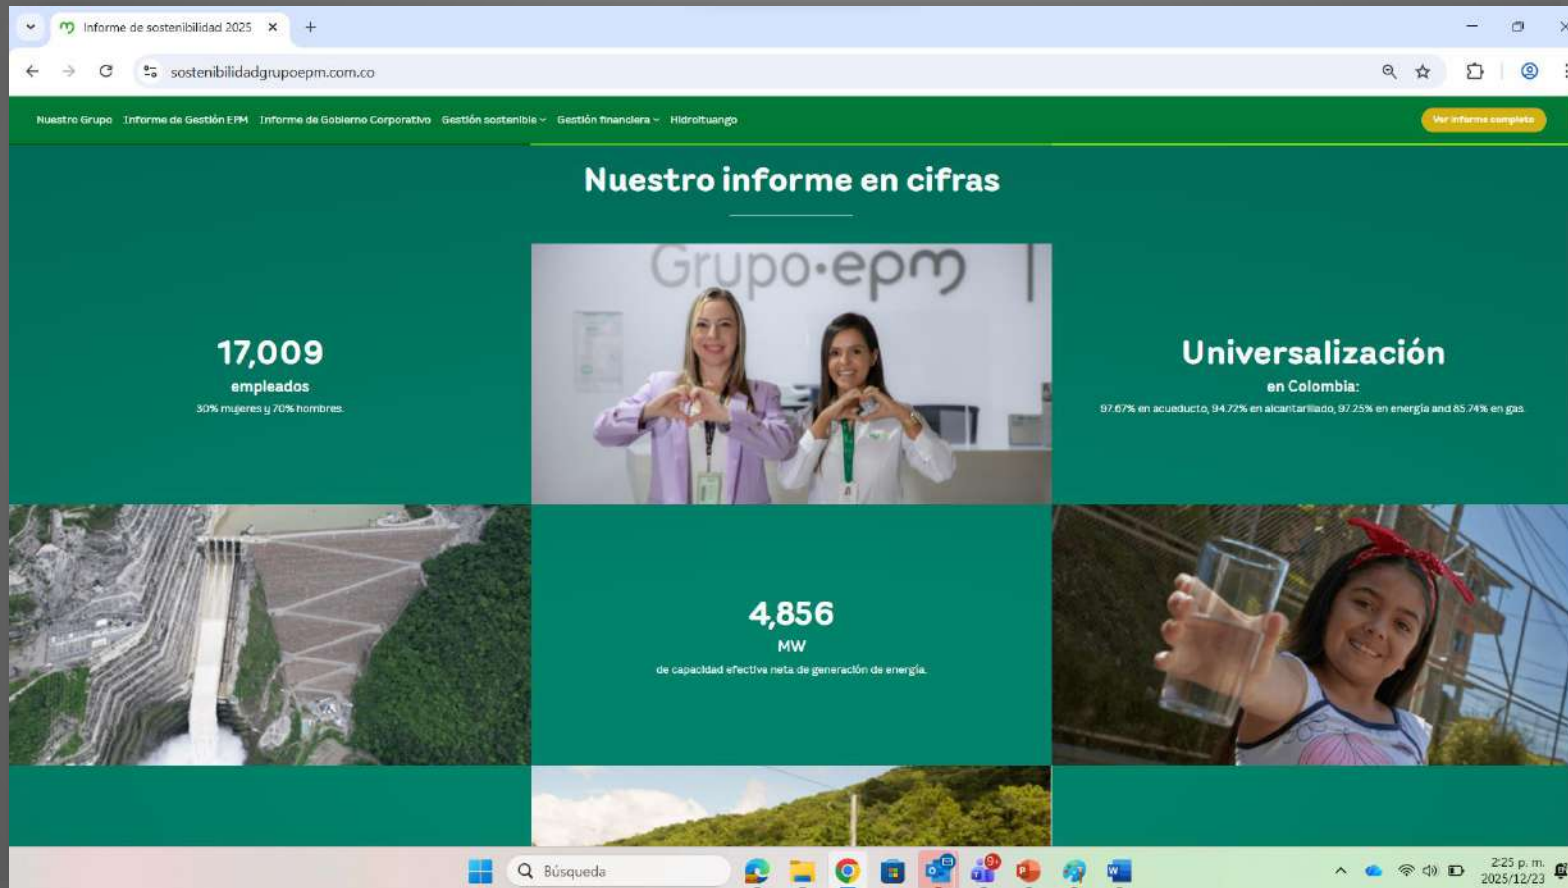 Informe de sostenibilidad 2025
sostenibilidadgrupoepm.com.co
Nuestro Grupo Informe de Gestión EPM Informe de Gobierno Corporativo Gestión sostenible Gestión financiera Hidroituango
Ver informe completo
Nuestro informe en cifras
Grupo·epm
17,009
empleados
30% mujeres y 70% hombres.
Universalización
en Colombia:
97.67% en acueducto, 94.72% en alcantarillado, 97.25% en energía and 85.74% en gas.
4,856
MW
de capacidad efectiva neta de generación de energía.
Búsqueda
9+
2:25 p. m.
2025/12/23